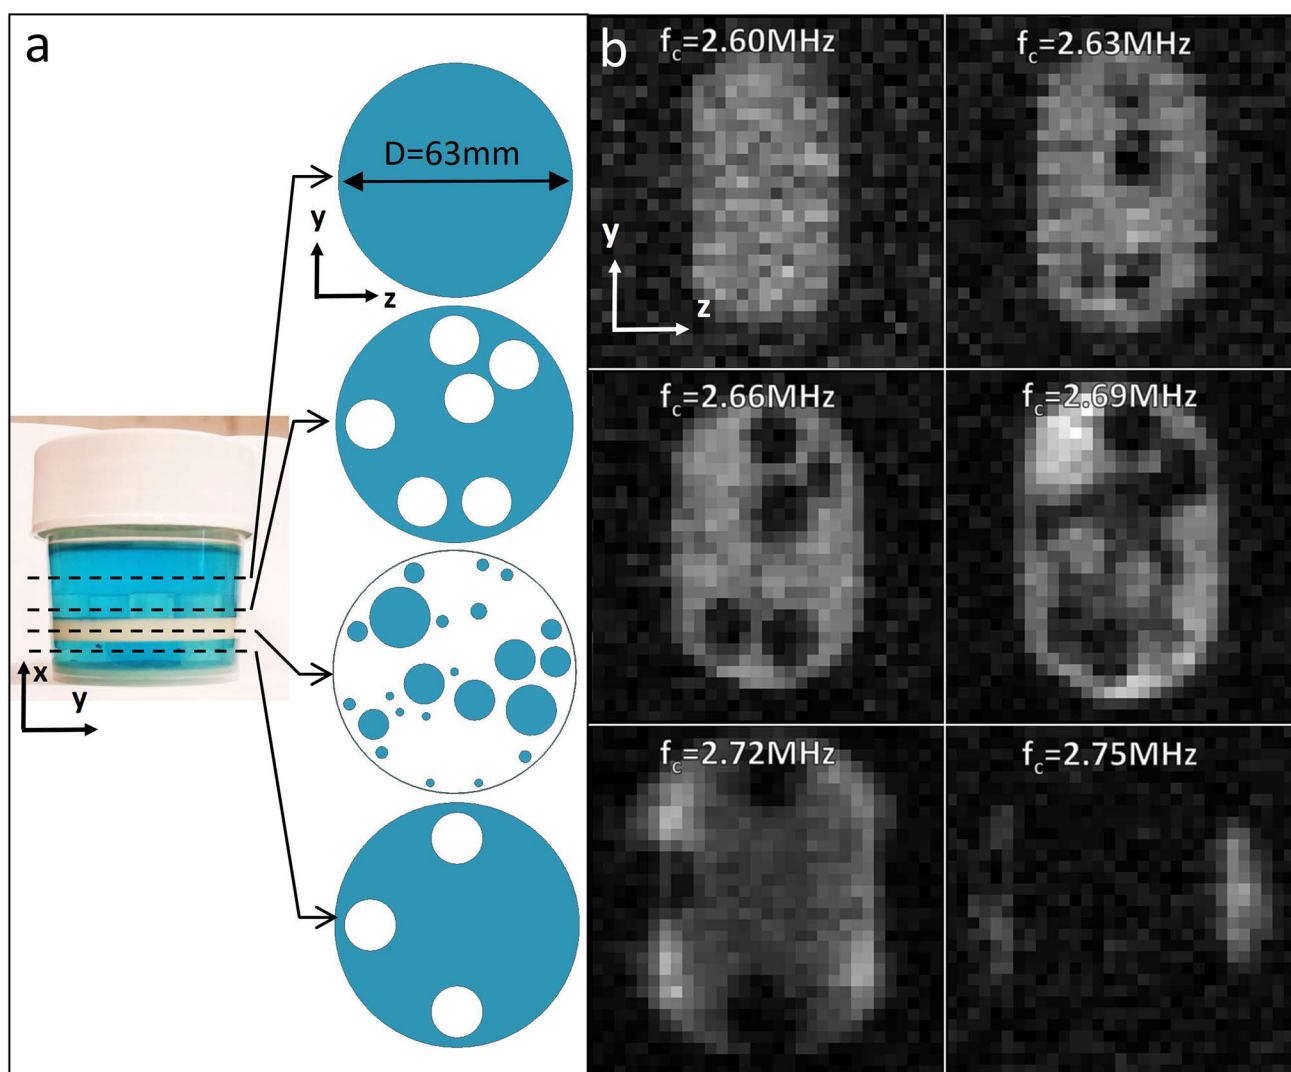 a
D=63mm
y
z
x
y
b
f_c=2.60MHz
f_c=2.63MHz
y
z
f_c=2.66MHz
f_c=2.69MHz
f_c=2.72MHz
f_c=2.75MHz